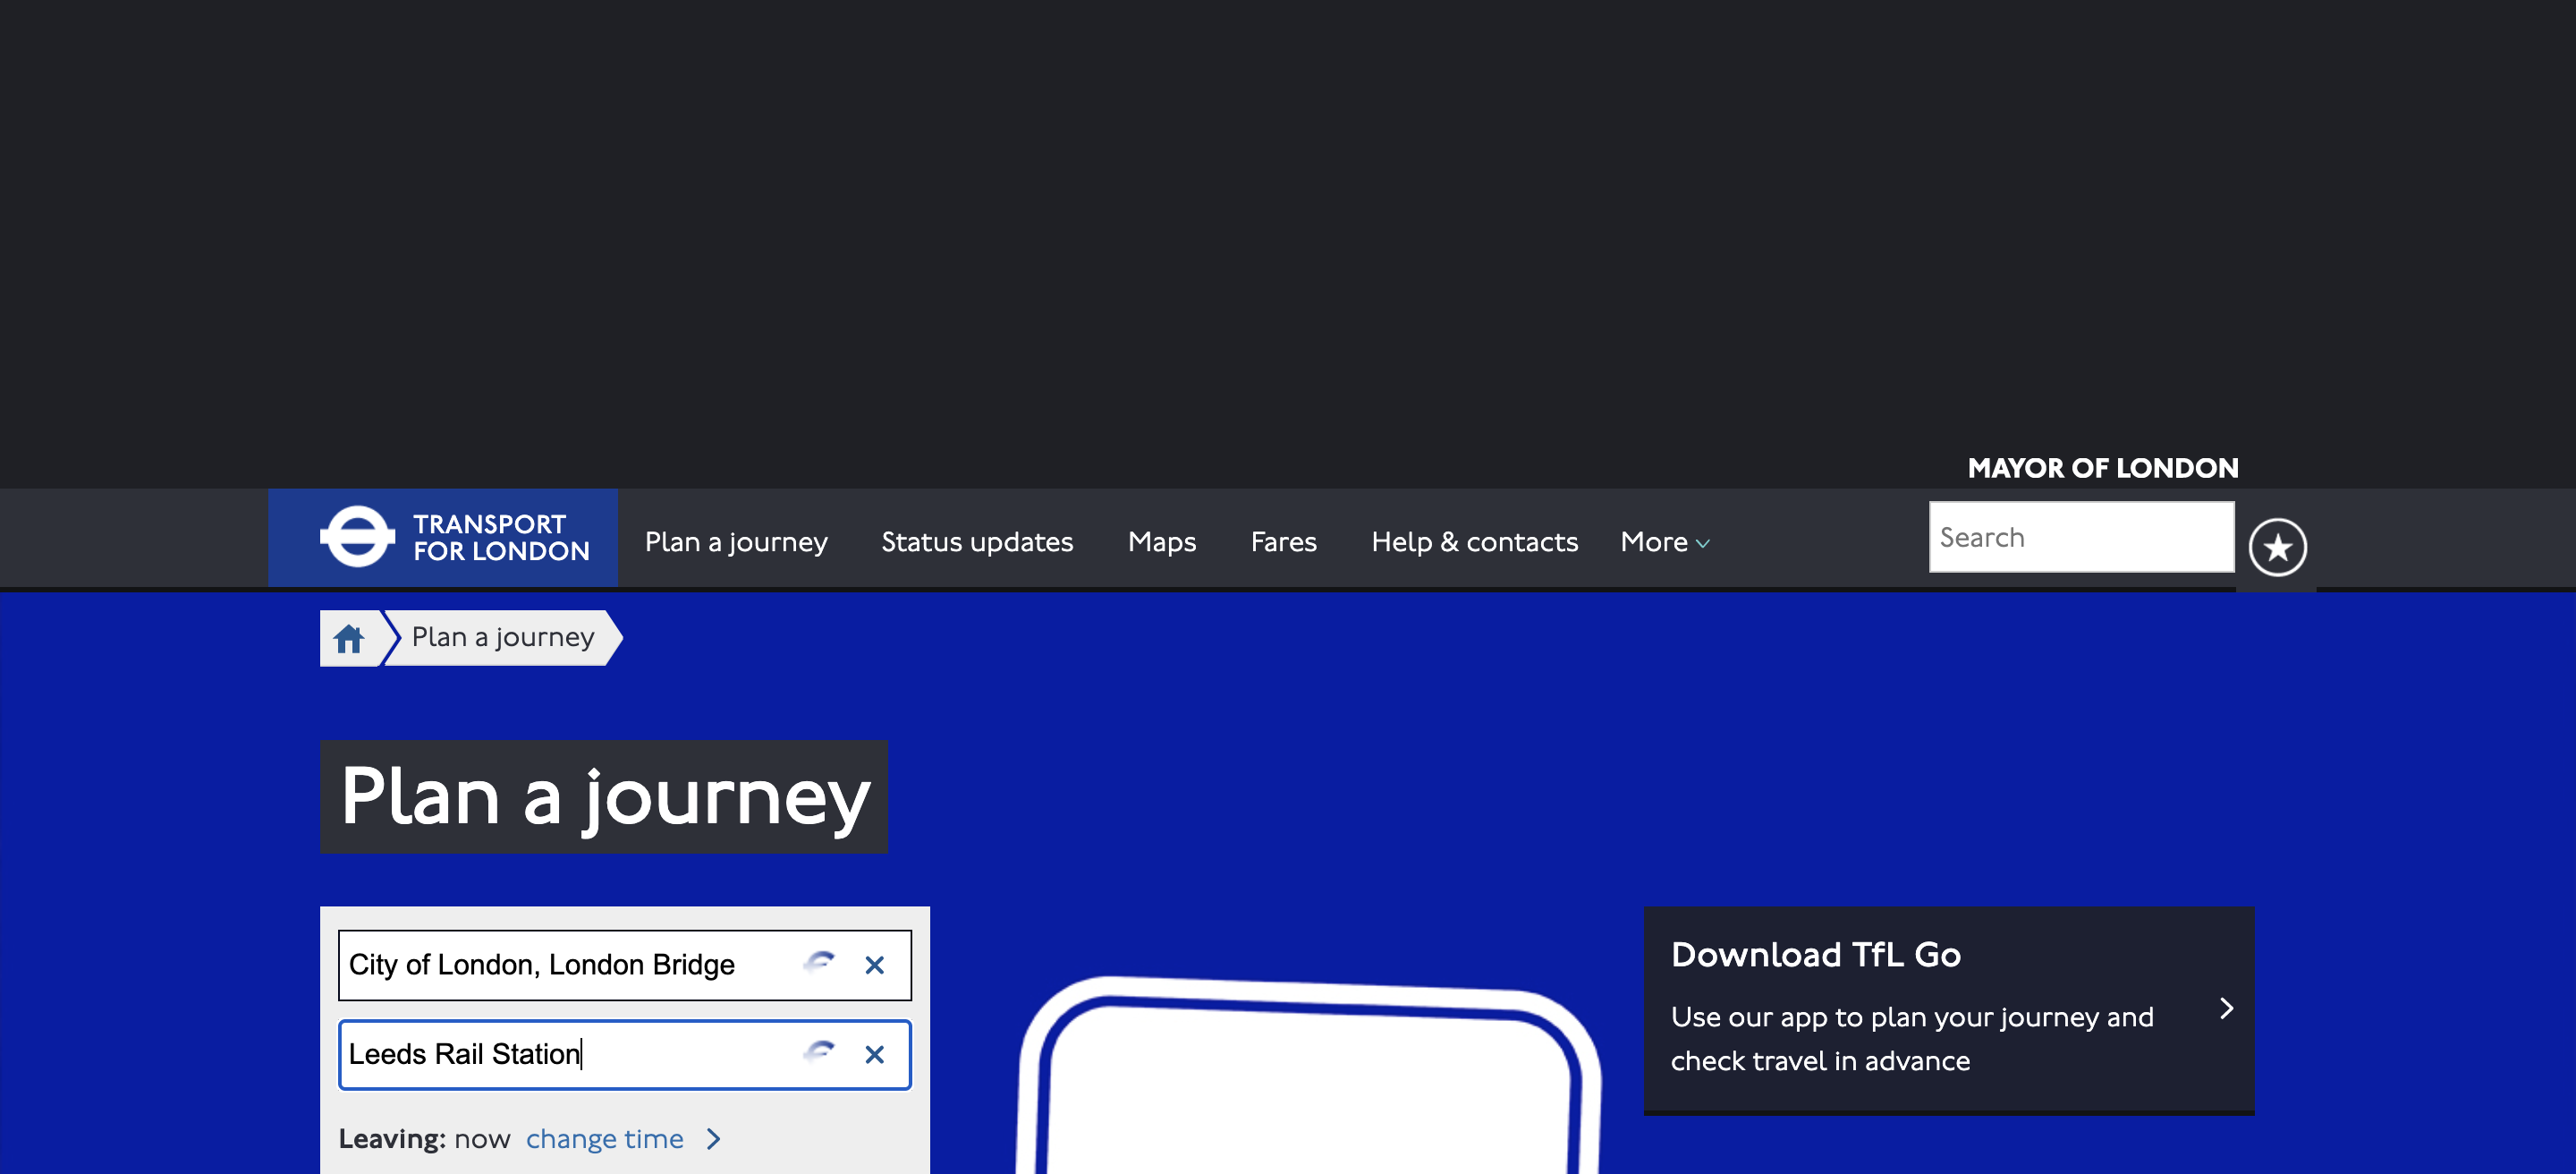 MAYOR OF LONDON
TRANSPORT
FOR LONDON
Plan a journey
Status updates
Maps
Fares
Help & contacts
More
Search
Plan a journey
Plan a journey
City of London, London Bridge
Leeds Rail Station
Leaving: now change time
Download TfL Go
Use our app to plan your journey and
check travel in advance